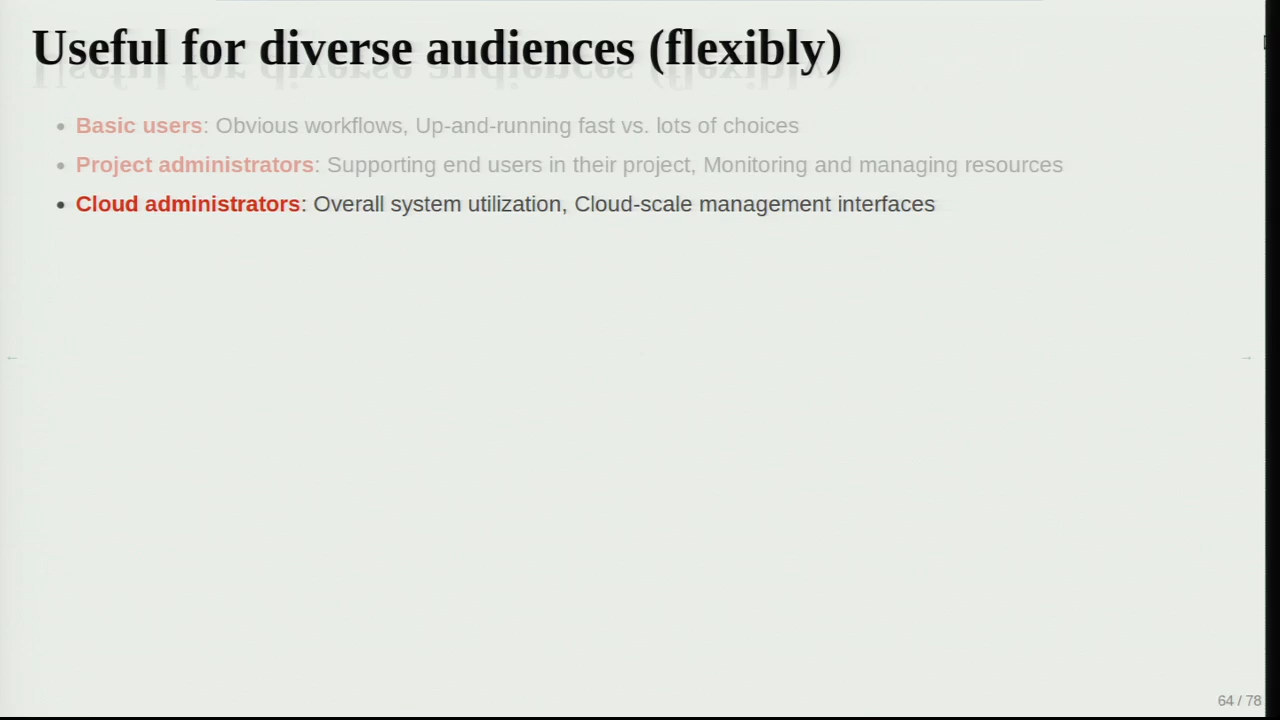 Useful for diverse audiences (flexibly)
• Basic users: Obvious workflows, Up-and-running fast vs. lots of choices
• Project administrators: Supporting end users in their project, Monitoring and managing resources
• Cloud administrators: Overall system utilization, Cloud-scale management interfaces
← →
64 / 78